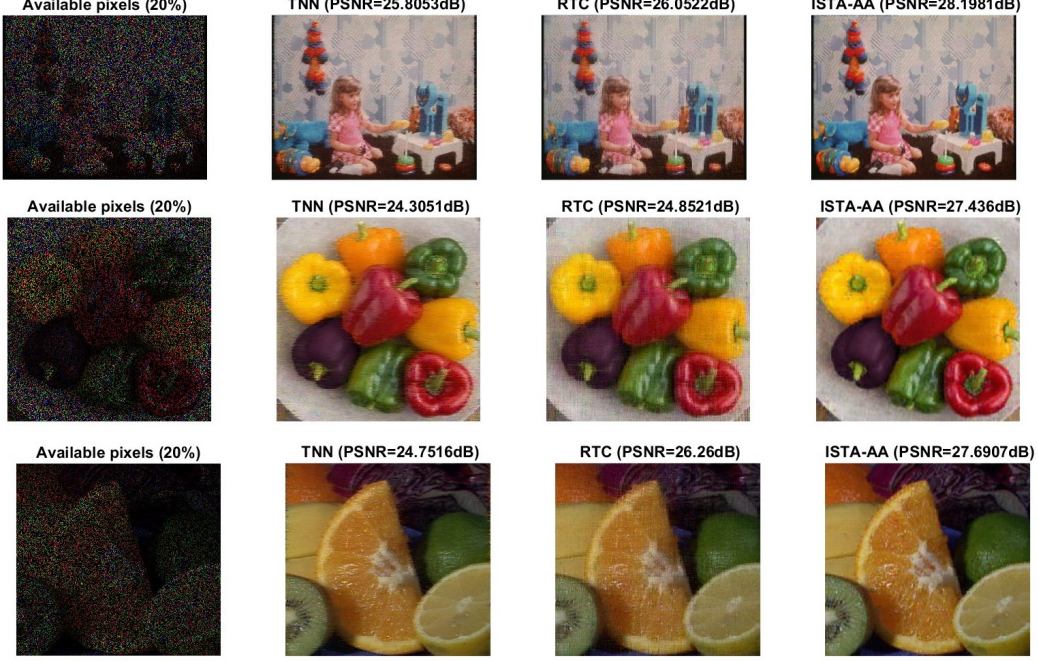 Available pixels (20%)
TNN (PSNR=25.8053dB)
RTC (PSNR=26.0522dB)
ISTA-AA (PSNR=28.1981dB)
Available pixels (20%)
TNN (PSNR=24.3051dB)
RTC (PSNR=24.8521dB)
ISTA-AA (PSNR=27.436dB)
Available pixels (20%)
TNN (PSNR=24.7516dB)
RTC (PSNR=26.26dB)
ISTA-AA (PSNR=27.6907dB)